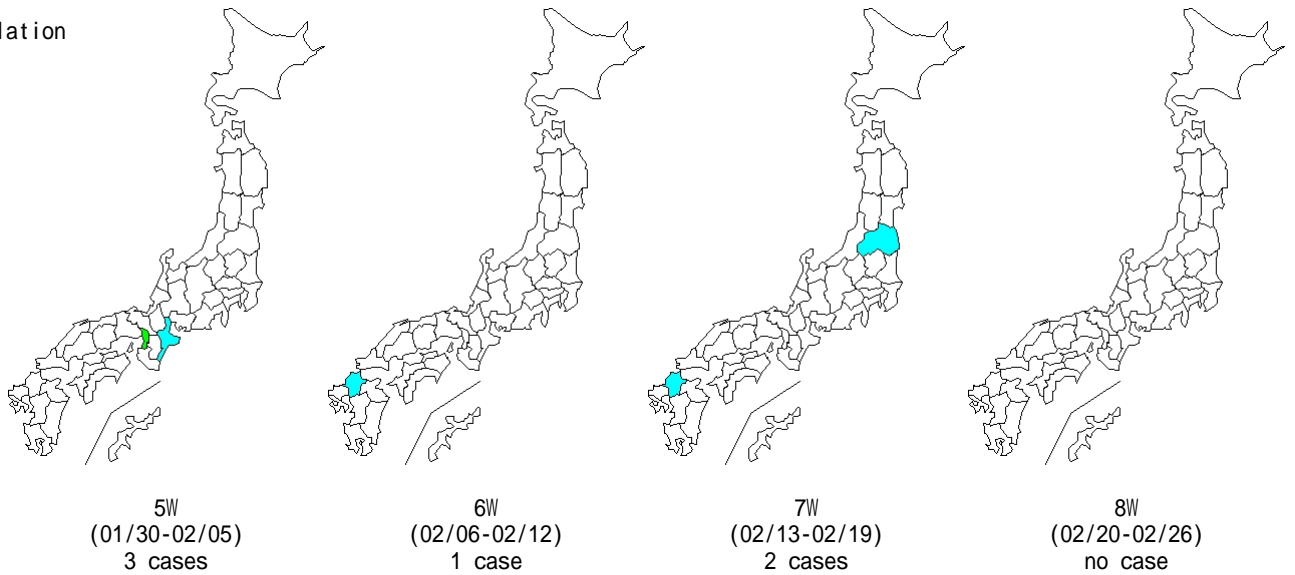 5W
(01/30-02/05)
3 cases
6W
(02/06-02/12)
1 case
7W
(02/13-02/19)
2 cases
8W
(02/20-02/26)
no case